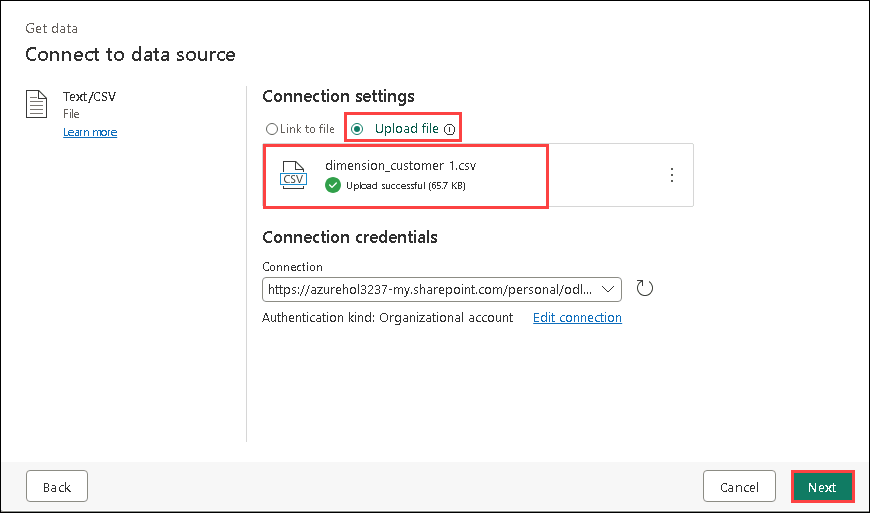 Get data
Connect to data source
Text/CSV
File
Learn more
Connection settings
Link to file Upload file
CSV
dimension_customer 1.csv
Upload successful (65.7 KB)
Connection credentials
Connection
https://azurehol3237-my.sharepoint.com/personal/odl...
Authentication kind: Organizational account Edit connection
Back Cancel Next